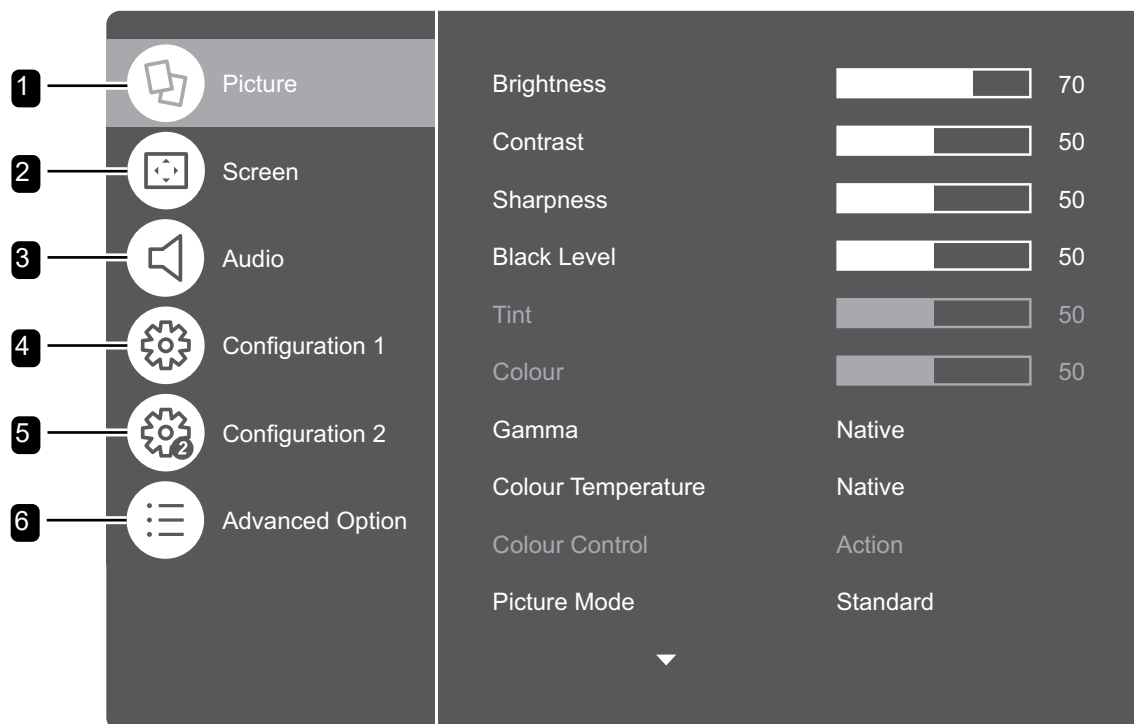 1 Picture
2 Screen
3 Audio
4 Configuration 1
5 2 Configuration 2
6 Advanced Option
Brightness 70
Contrast 50
Sharpness 50
Black Level 50
Tint 50
Colour 50
Gamma Native
Colour Temperature Native
Colour Control Action
Picture Mode Standard